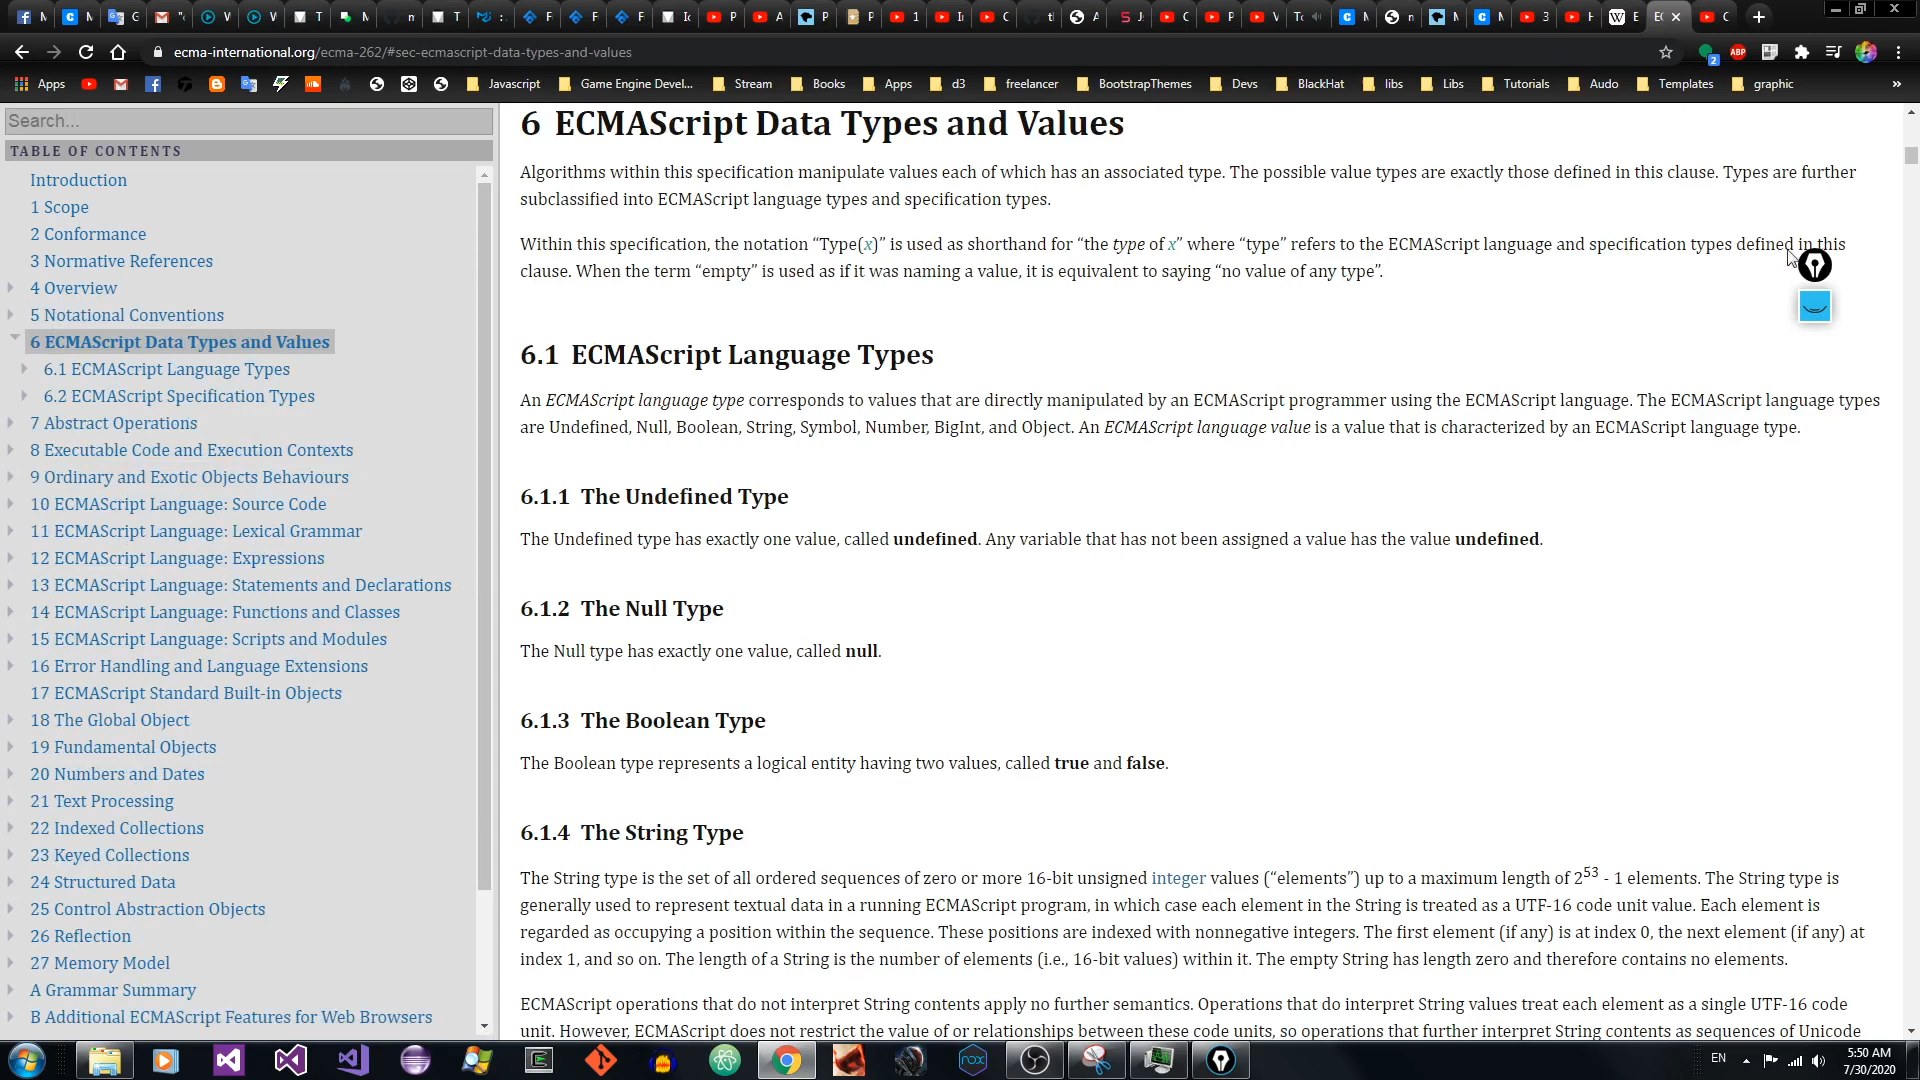 ecma-international.org/ecma-262/#sec-ecmascript-data-types-and-values
2
Apps
Javascript
Game Engine Devel...
Stream
Books
Apps
d3
freelancer
BootstrapThemes
Devs
BlackHat
libs
Libs
Tutorials
Audo
Templates
graphic
»
Search...
TABLE OF CONTENTS
Introduction
1 Scope
2 Conformance
3 Normative References
4 Overview
5 Notational Conventions
6 ECMAScript Data Types and Values
6.1 ECMAScript Language Types
6.2 ECMAScript Specification Types
7 Abstract Operations
8 Executable Code and Execution Contexts
9 Ordinary and Exotic Objects Behaviours
10 ECMAScript Language: Source Code
11 ECMAScript Language: Lexical Grammar
12 ECMAScript Language: Expressions
13 ECMAScript Language: Statements and Declarations
14 ECMAScript Language: Functions and Classes
15 ECMAScript Language: Scripts and Modules
16 Error Handling and Language Extensions
17 ECMAScript Standard Built-in Objects
18 The Global Object
19 Fundamental Objects
20 Numbers and Dates
21 Text Processing
22 Indexed Collections
23 Keyed Collections
24 Structured Data
25 Control Abstraction Objects
26 Reflection
27 Memory Model
A Grammar Summary
B Additional ECMAScript Features for Web Browsers
6 ECMAScript Data Types and Values
Algorithms within this specification manipulate values each of which has an associated type. The possible value types are exactly those defined in this clause. Types are further
subclassified into ECMAScript language types and specification types.
Within this specification, the notation “Type(x)” is used as shorthand for “the type of x” where “type” refers to the ECMAScript language and specification types defined in this
clause. When the term “empty” is used as if it was naming a value, it is equivalent to saying “no value of any type”.
6.1 ECMAScript Language Types
An ECMAScript language type corresponds to values that are directly manipulated by an ECMAScript programmer using the ECMAScript language. The ECMAScript language types
are Undefined, Null, Boolean, String, Symbol, Number, BigInt, and Object. An ECMAScript language value is a value that is characterized by an ECMAScript language type.
6.1.1 The Undefined Type
The Undefined type has exactly one value, called undefined. Any variable that has not been assigned a value has the value undefined.
6.1.2 The Null Type
The Null type has exactly one value, called null.
6.1.3 The Boolean Type
The Boolean type represents a logical entity having two values, called true and false.
6.1.4 The String Type
The String type is the set of all ordered sequences of zero or more 16-bit unsigned integer values (“elements”) up to a maximum length of 2⁵³ - 1 elements. The String type is
generally used to represent textual data in a running ECMAScript program, in which case each element in the String is treated as a UTF-16 code unit value. Each element is
regarded as occupying a position within the sequence. These positions are indexed with nonnegative integers. The first element (if any) is at index 0, the next element (if any) at
index 1, and so on. The length of a String is the number of elements (i.e., 16-bit values) within it. The empty String has length zero and therefore contains no elements.
ECMAScript operations that do not interpret String contents apply no further semantics. Operations that do interpret String values treat each element as a single UTF-16 code
unit. However, ECMAScript does not restrict the value of or relationships between these code units, so operations that further interpret String contents as sequences of Unicode
EN
5:50 AM
7/30/2020